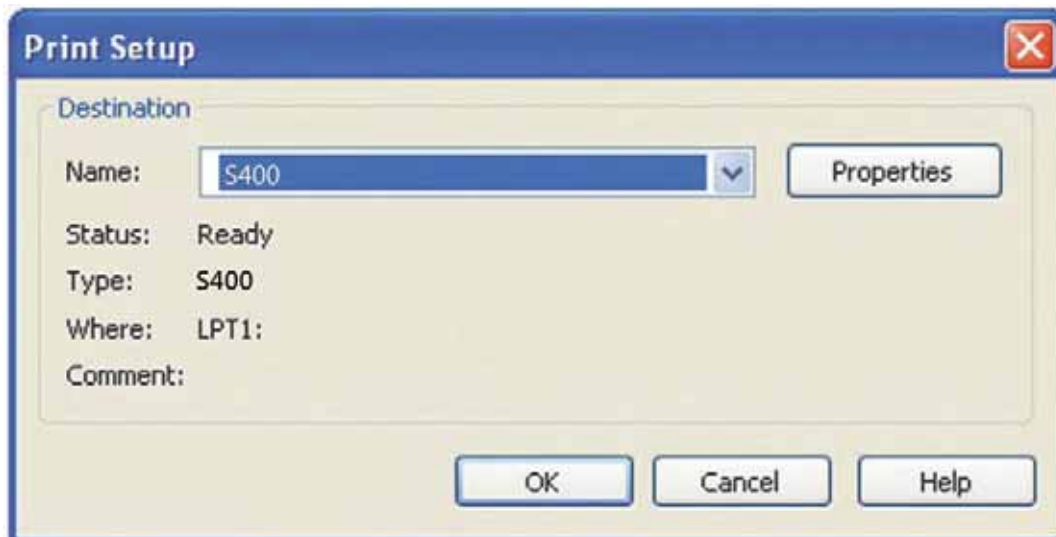 Print Setup
Destination
Name: S400 Properties
Status: Ready
Type: S400
Where: LPT1:
Comment:
OK Cancel Help